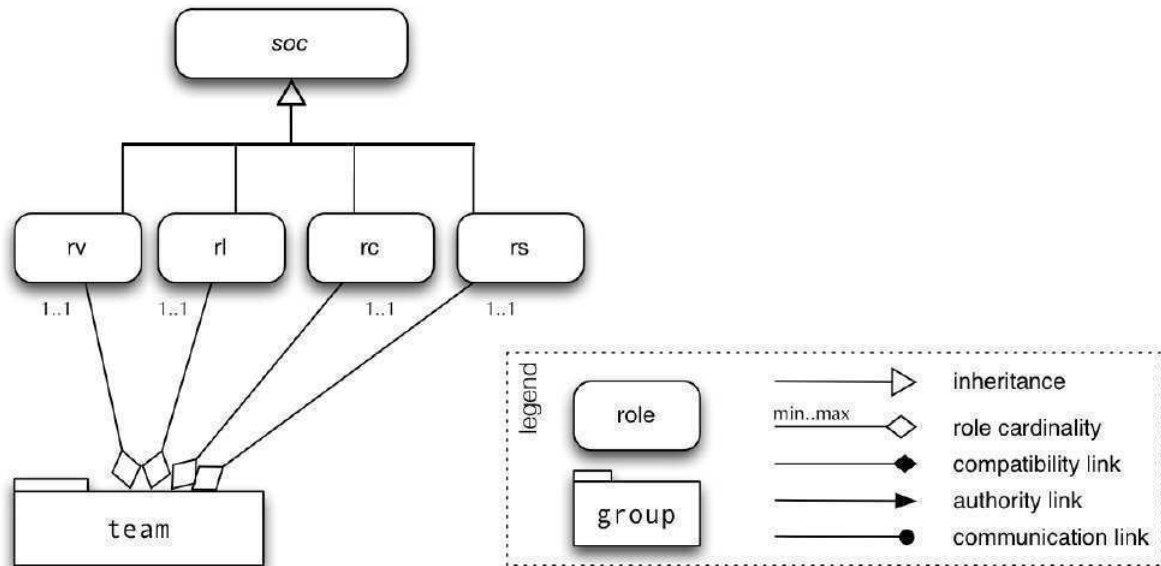 soc
rv
rl
rc
rs
1..1
1..1
1..1
1..1
team
legend
role
group
inheritance
min..max
role cardinality
compatibility link
authority link
communication link